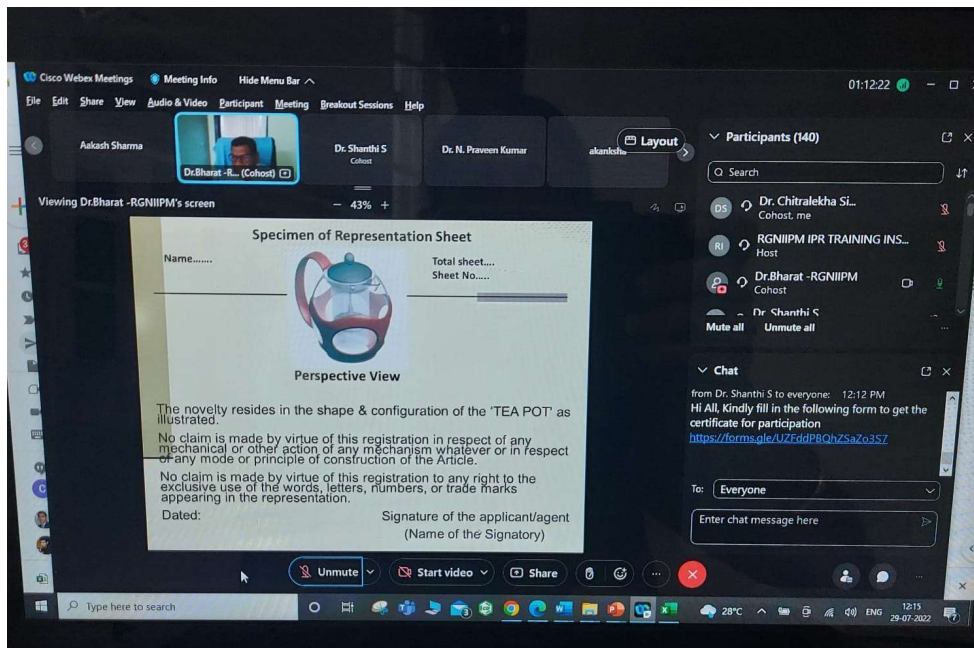 Cisco Webex Meetings Meeting Info Hide Menu Bar
01:12:22
File Edit Share View Audio & Video Participant Meeting Breakout Sessions Help
Aakash Sharma
Dr.Bharat -R... (Cohost)
Dr. Shanthi S
Cohost
Dr. N. Praveen Kumar
akanksha
Layout
Viewing Dr.Bharat -RGNIIPM's screen
43%
Specimen of Representation Sheet
Name.......
Total sheet....
Sheet No.....
Perspective View
The novelty resides in the shape & configuration of the 'TEA POT' as
illustrated.
No claim is made by virtue of this registration in respect of any
mechanical or other action of any mechanism whatever or in respect
of any mode or principle of construction of the Article.
No claim is made by virtue of this registration to any right to the
exclusive use of the words, letters, numbers, or trade marks
appearing in the representation.
Dated:
Signature of the applicant/agent
(Name of the Signatory)
Participants (140)
Search
DS
Dr. Chitralekha Si...
Cohost, me
RI
RGNIIPM IPR TRAINING INS...
Host
Dr.Bharat -RGNIIPM
Cohost
Dr. Shanthi S
Mute all Unmute all
Chat
from Dr. Shanthi S to everyone: 12:12 PM
Hi All, Kindly fill in the following form to get the
certificate for participation
https://forms.gle/UZFddPBQhZSaZo3S7
To: Everyone
Enter chat message here
Unmute
Start video
Share
Type here to search
28°C
ENG
12:15
29-07-2022